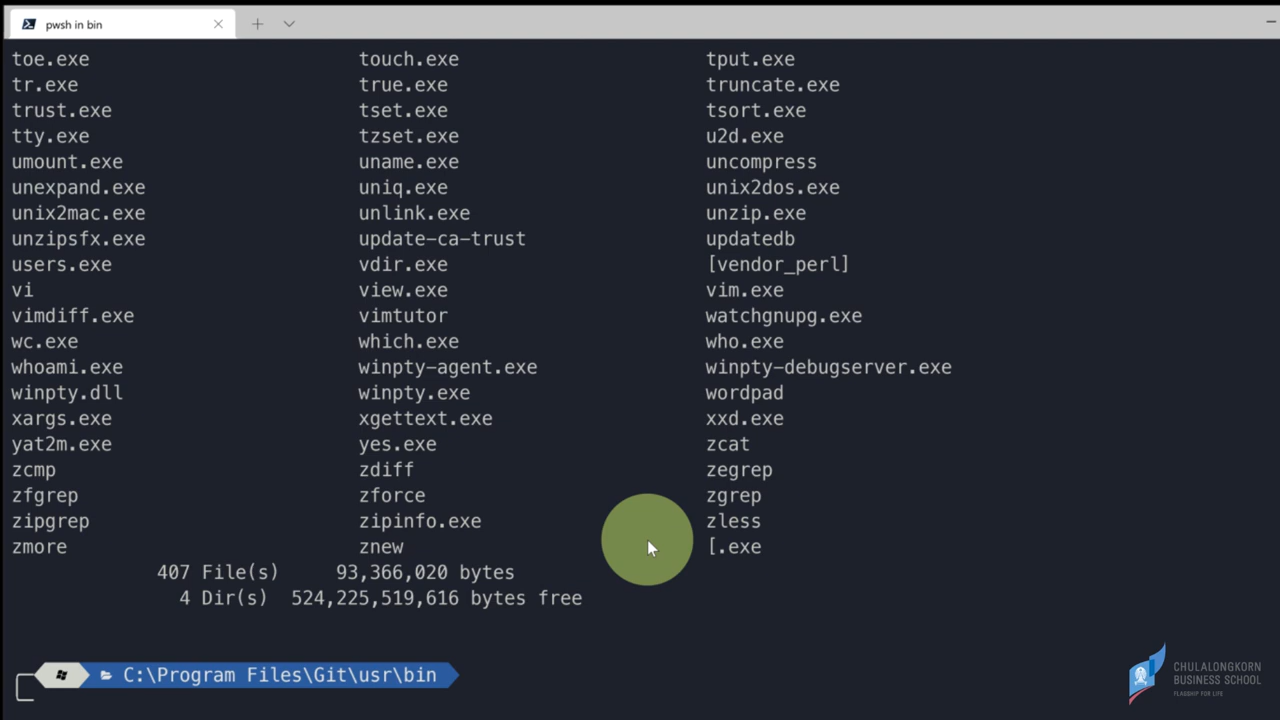 pwsh in bin
toe.exe touch.exe tput.exe
tr.exe true.exe truncate.exe
trust.exe tset.exe tsort.exe
tty.exe tzset.exe u2d.exe
umount.exe uname.exe uncompress
unexpand.exe uniq.exe unix2dos.exe
unix2mac.exe unlink.exe unzip.exe
unzipsfx.exe update-ca-trust updatedb
users.exe vdir.exe [vendor_perl]
vi view.exe vim.exe
vimdiff.exe vimtutor watchgnupg.exe
wc.exe which.exe who.exe
whoami.exe winpty-agent.exe winpty-debugserver.exe
winpty.dll winpty.exe wordpad
xargs.exe xgettext.exe xxd.exe
yat2m.exe yes.exe zcat
zcmp zdiff zegrep
zfgrep zforce zgrep
zipgrep zipinfo.exe zless
zmore znew [.exe
407 File(s) 93,366,020 bytes
4 Dir(s) 524,225,519,616 bytes free
C:\Program Files\Git\usr\bin
CHULALONGKORN
BUSINESS SCHOOL
FLAGSHIP FOR LIFE